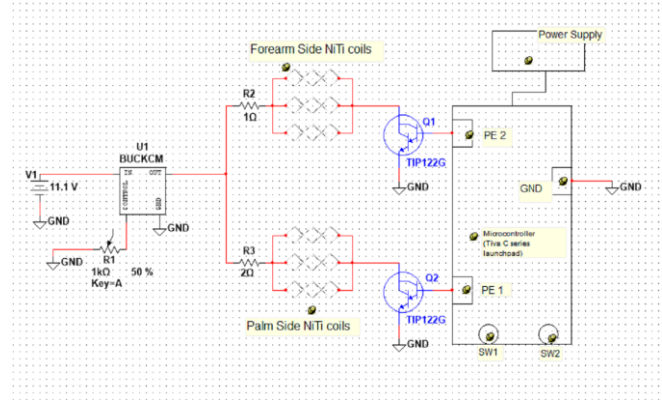 Power Supply
Forearm Side NiTi coils
R2
1Ω
Q1
TIP122G
GND
PE 2
U1
BUCKCM
IN OUT
CONTROL
GND
V1
11.1 V
GND
GND
R1
1kΩ 50 %
Key=A
GND
GND
GND
Microcontroller
(Tiva C series
launchpad)
R3
2Ω
Q2
TIP122G
GND
PE 1
Palm Side NiTi coils
SW1
SW2